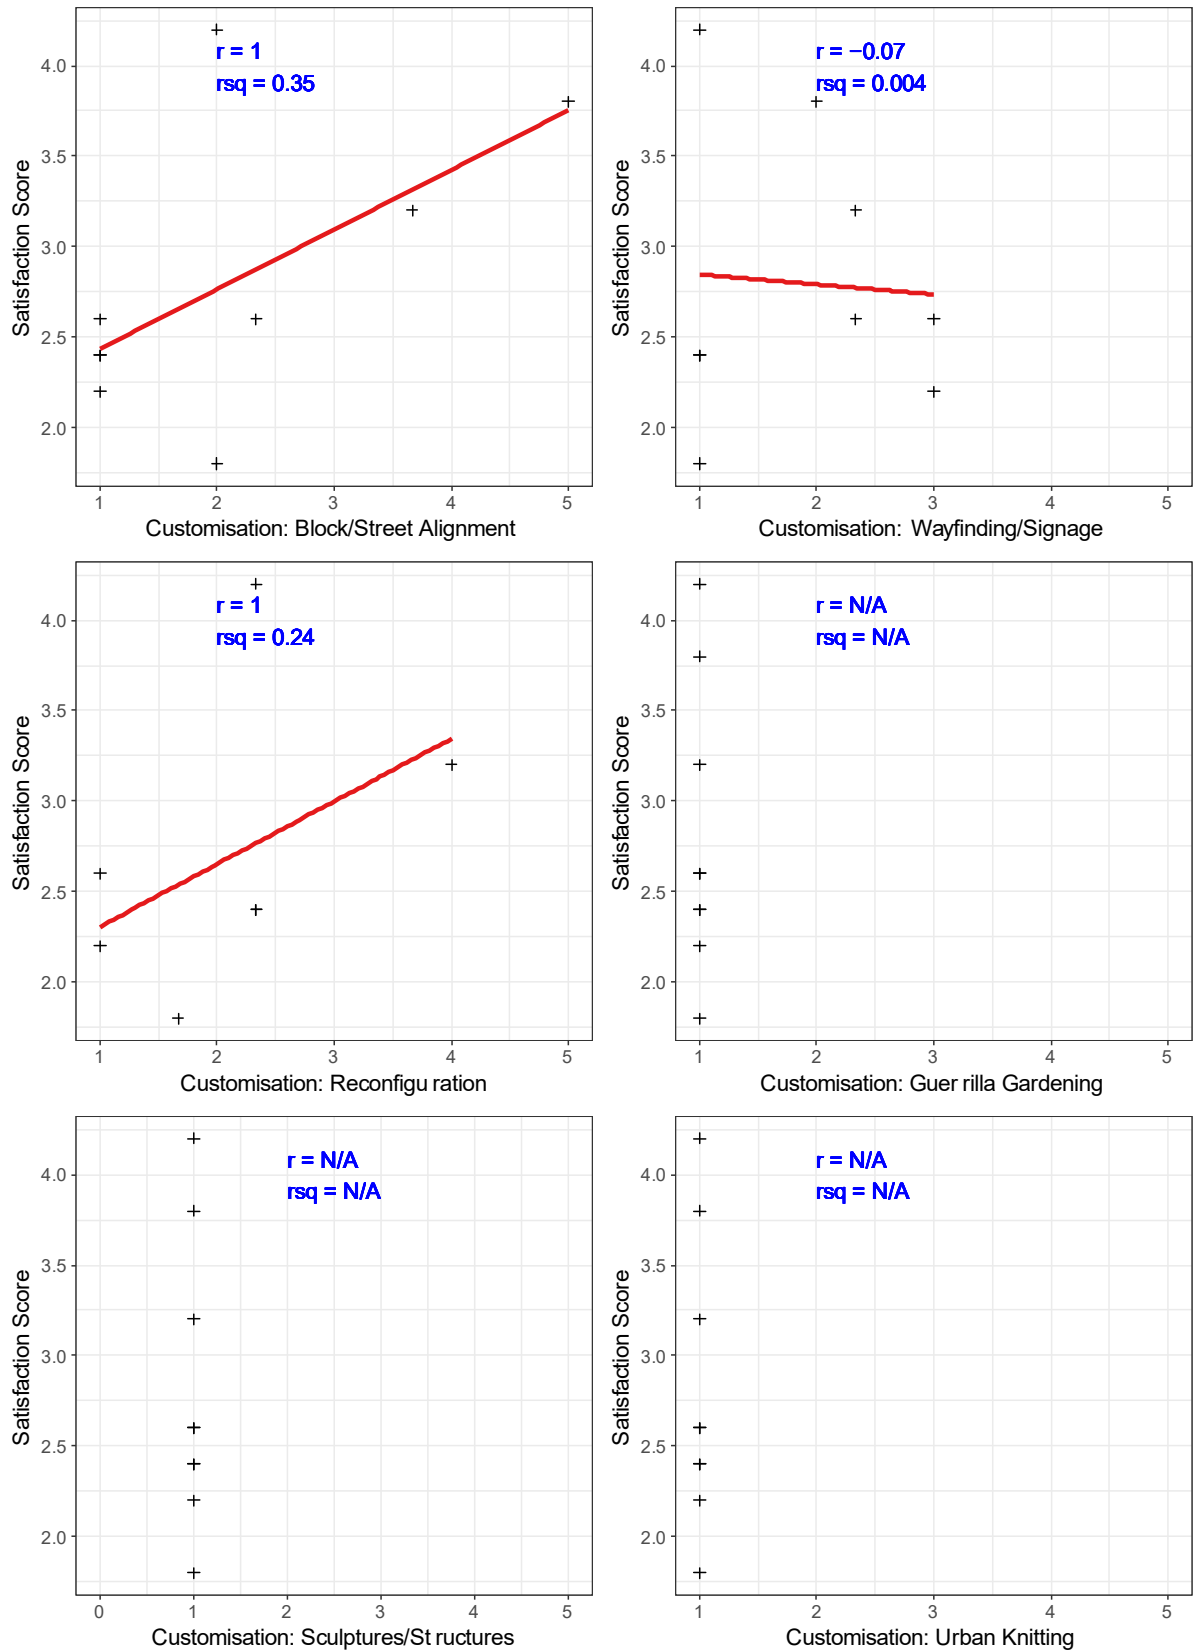 r = 1
rsq = 0.35
4.0
3.5
3.0
2.5
2.0
Satisfaction Score
1 2 3 4 5
Customisation: Block/Street Alignment
r = −0.07
rsq = 0.004
4.0
3.5
3.0
2.5
2.0
Satisfaction Score
1 2 3 4 5
Customisation: Wayfinding/Signage
r = 1
rsq = 0.24
4.0
3.5
3.0
2.5
2.0
Satisfaction Score
1 2 3 4 5
Customisation: Reconfigu ration
r = N/A
rsq = N/A
4.0
3.5
3.0
2.5
2.0
Satisfaction Score
1 2 3 4 5
Customisation: Guer rilla Gardening
r = N/A
rsq = N/A
4.0
3.5
3.0
2.5
2.0
Satisfaction Score
0 1 2 3 4 5
Customisation: Sculptures/St ructures
r = N/A
rsq = N/A
4.0
3.5
3.0
2.5
2.0
Satisfaction Score
1 2 3 4 5
Customisation: Urban Knitting